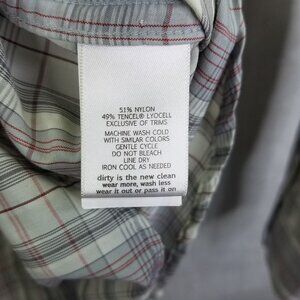 51% NYLON
49% TENCEL® LYOCELL
EXCLUSIVE OF TRIMS
MACHINE WASH COLD
WITH SIMILAR COLORS
GENTLE CYCLE
DO NOT BLEACH
LINE DRY
IRON COOL AS NEEDED
dirty is the new clean
wear more, wash less
wear it out or pass it on